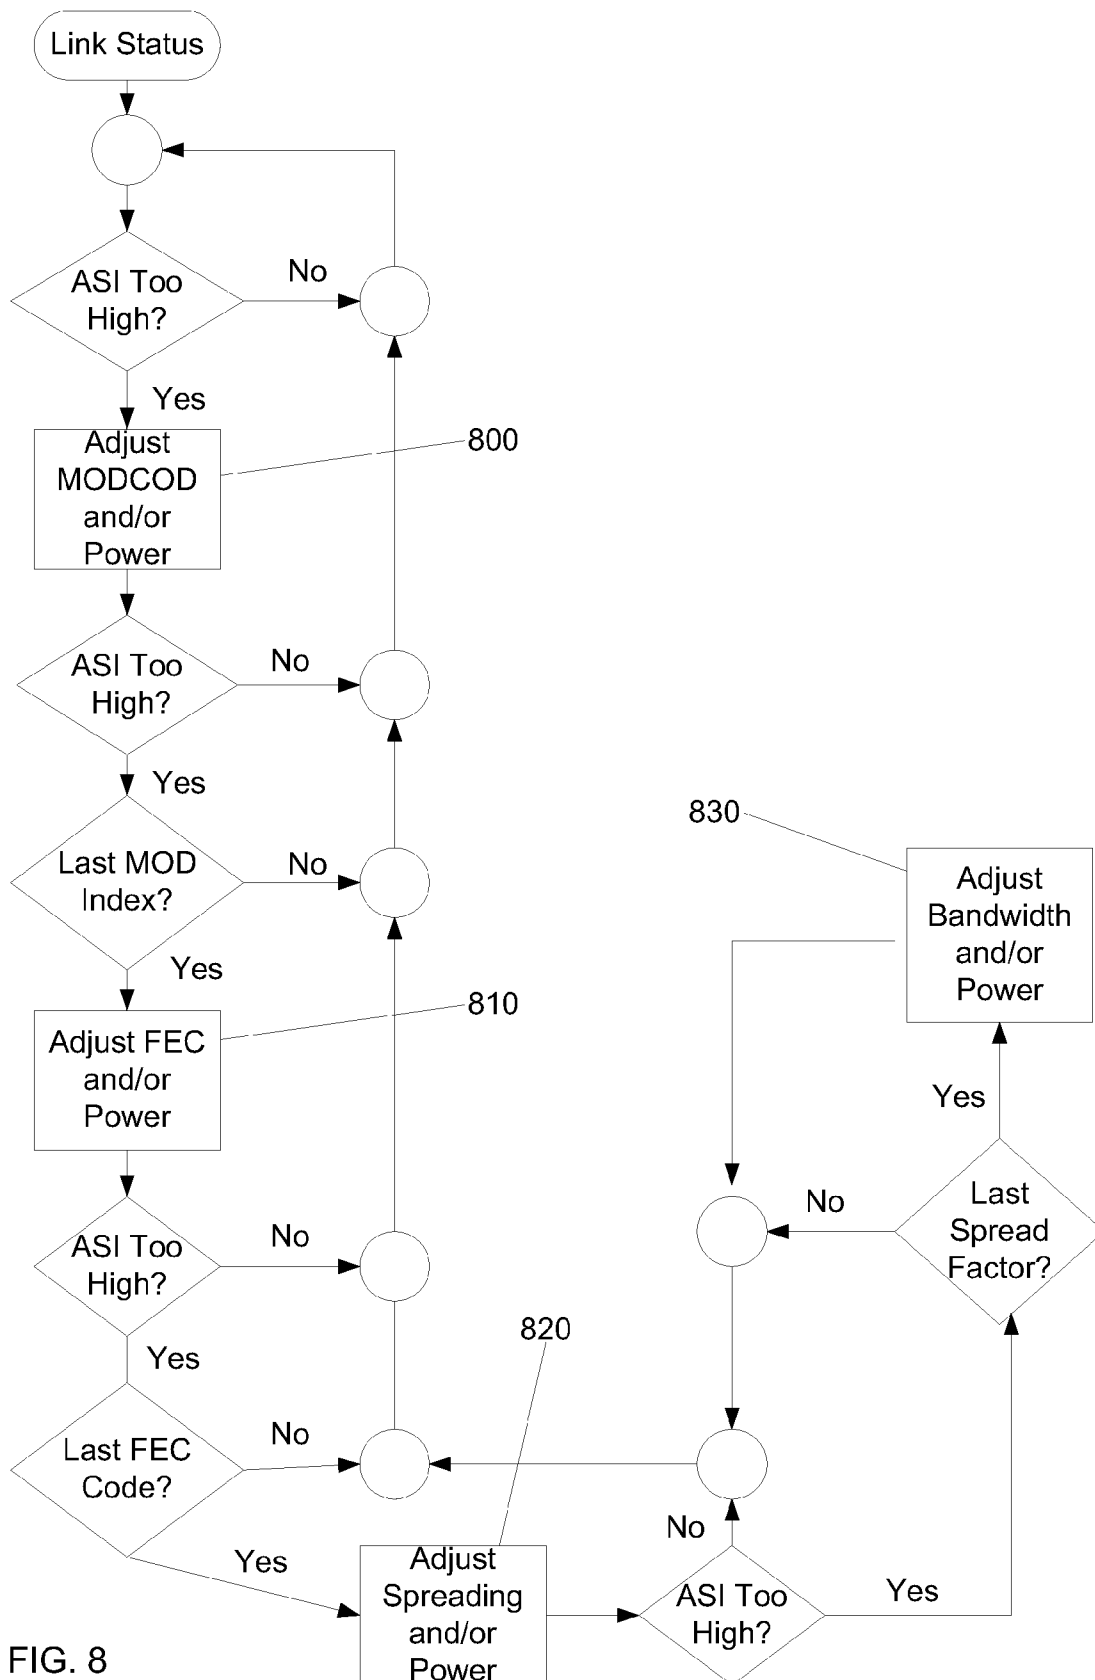 Link Status
ASI Too
High?
No
Yes
Adjust
MODCOD
and/or
Power
800
ASI Too
High?
No
Yes
Last MOD
Index?
No
Yes
Adjust FEC
and/or
Power
810
ASI Too
High?
No
Yes
Last FEC
Code?
No
Yes
820
Adjust
Spreading
and/or
Power
ASI Too
High?
No
Yes
Last
Spread
Factor?
No
Yes
830
Adjust
Bandwidth
and/or
Power
FIG. 8